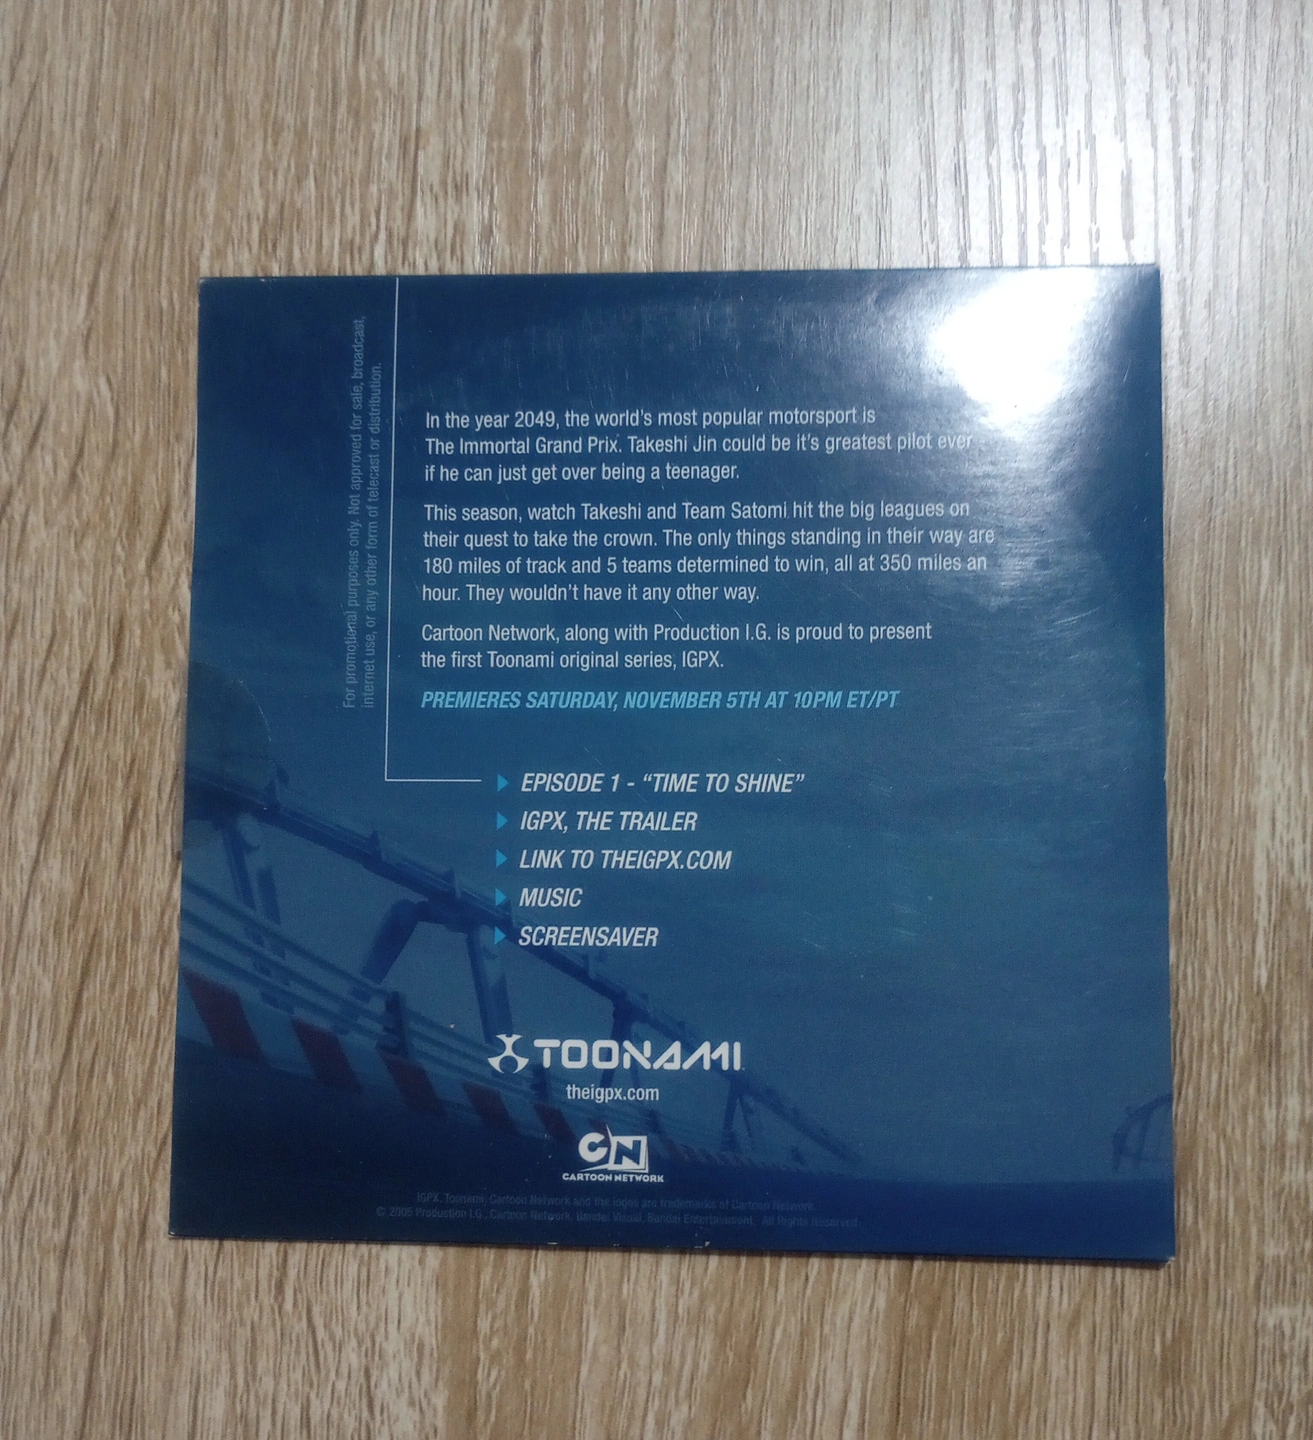 For promotional purposes only. Not approved for sale, broadcast,
internet use, or any other form of telecast or distribution.
In the year 2049, the world's most popular motorsport is
The Immortal Grand Prix. Takeshi Jin could be it's greatest pilot ever
if he can just get over being a teenager.
This season, watch Takeshi and Team Satomi hit the big leagues on
their quest to take the crown. The only things standing in their way are
180 miles of track and 5 teams determined to win, all at 350 miles an
hour. They wouldn't have it any other way.
Cartoon Network, along with Production I.G. is proud to present
the first Toonami original series, IGPX.
PREMIERES SATURDAY, NOVEMBER 5TH AT 10PM ET/PT
EPISODE 1 - “TIME TO SHINE”
IGPX, THE TRAILER
LINK TO THEIGPX.COM
MUSIC
SCREENSAVER
TOONAMI
theigpx.com
CN
CARTOON NETWORK
IGPX, Toonami, Cartoon Network and the logos are trademarks of Cartoon Network.
© 2005 Production I.G., Cartoon Network, Bandai Visual, Bandai Entertainment. All Rights Reserved.